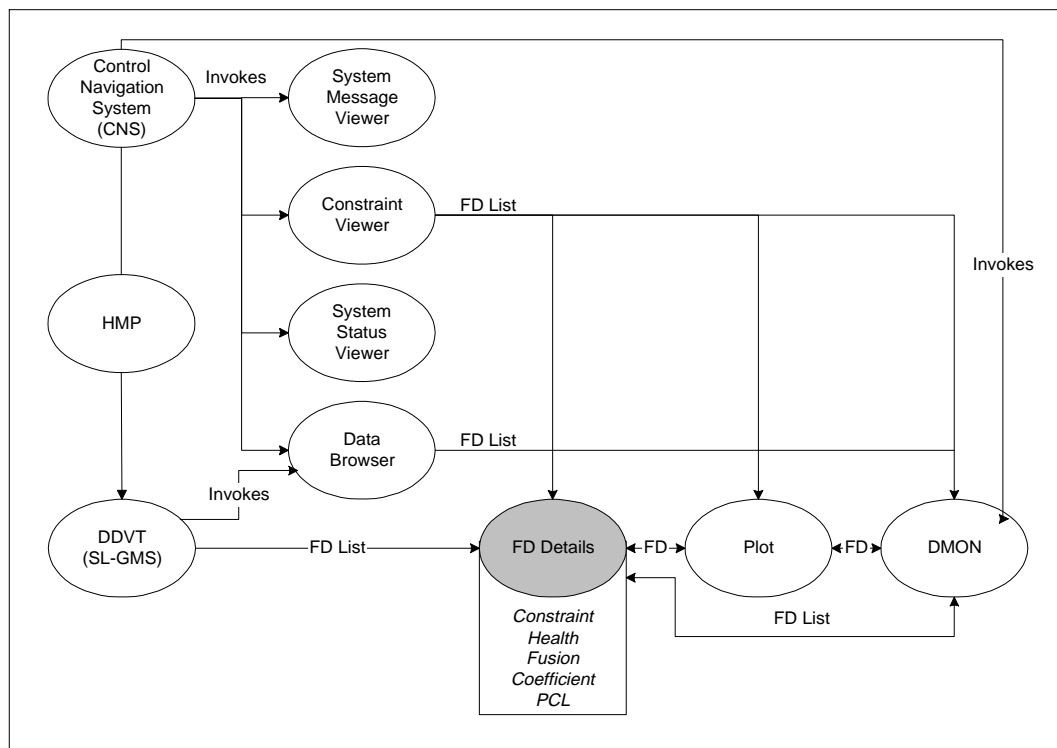 Control
Navigation
System
(CNS)
Invokes
System
Message
Viewer
Constraint
Viewer
FD List
Invokes
HMP
System
Status
Viewer
Data
Browser
FD List
Invokes
DDVT
(SL-GMS)
FD List
FD Details
FD
Plot
FD
DMON
FD List
Constraint
Health
Fusion
Coefficient
PCL